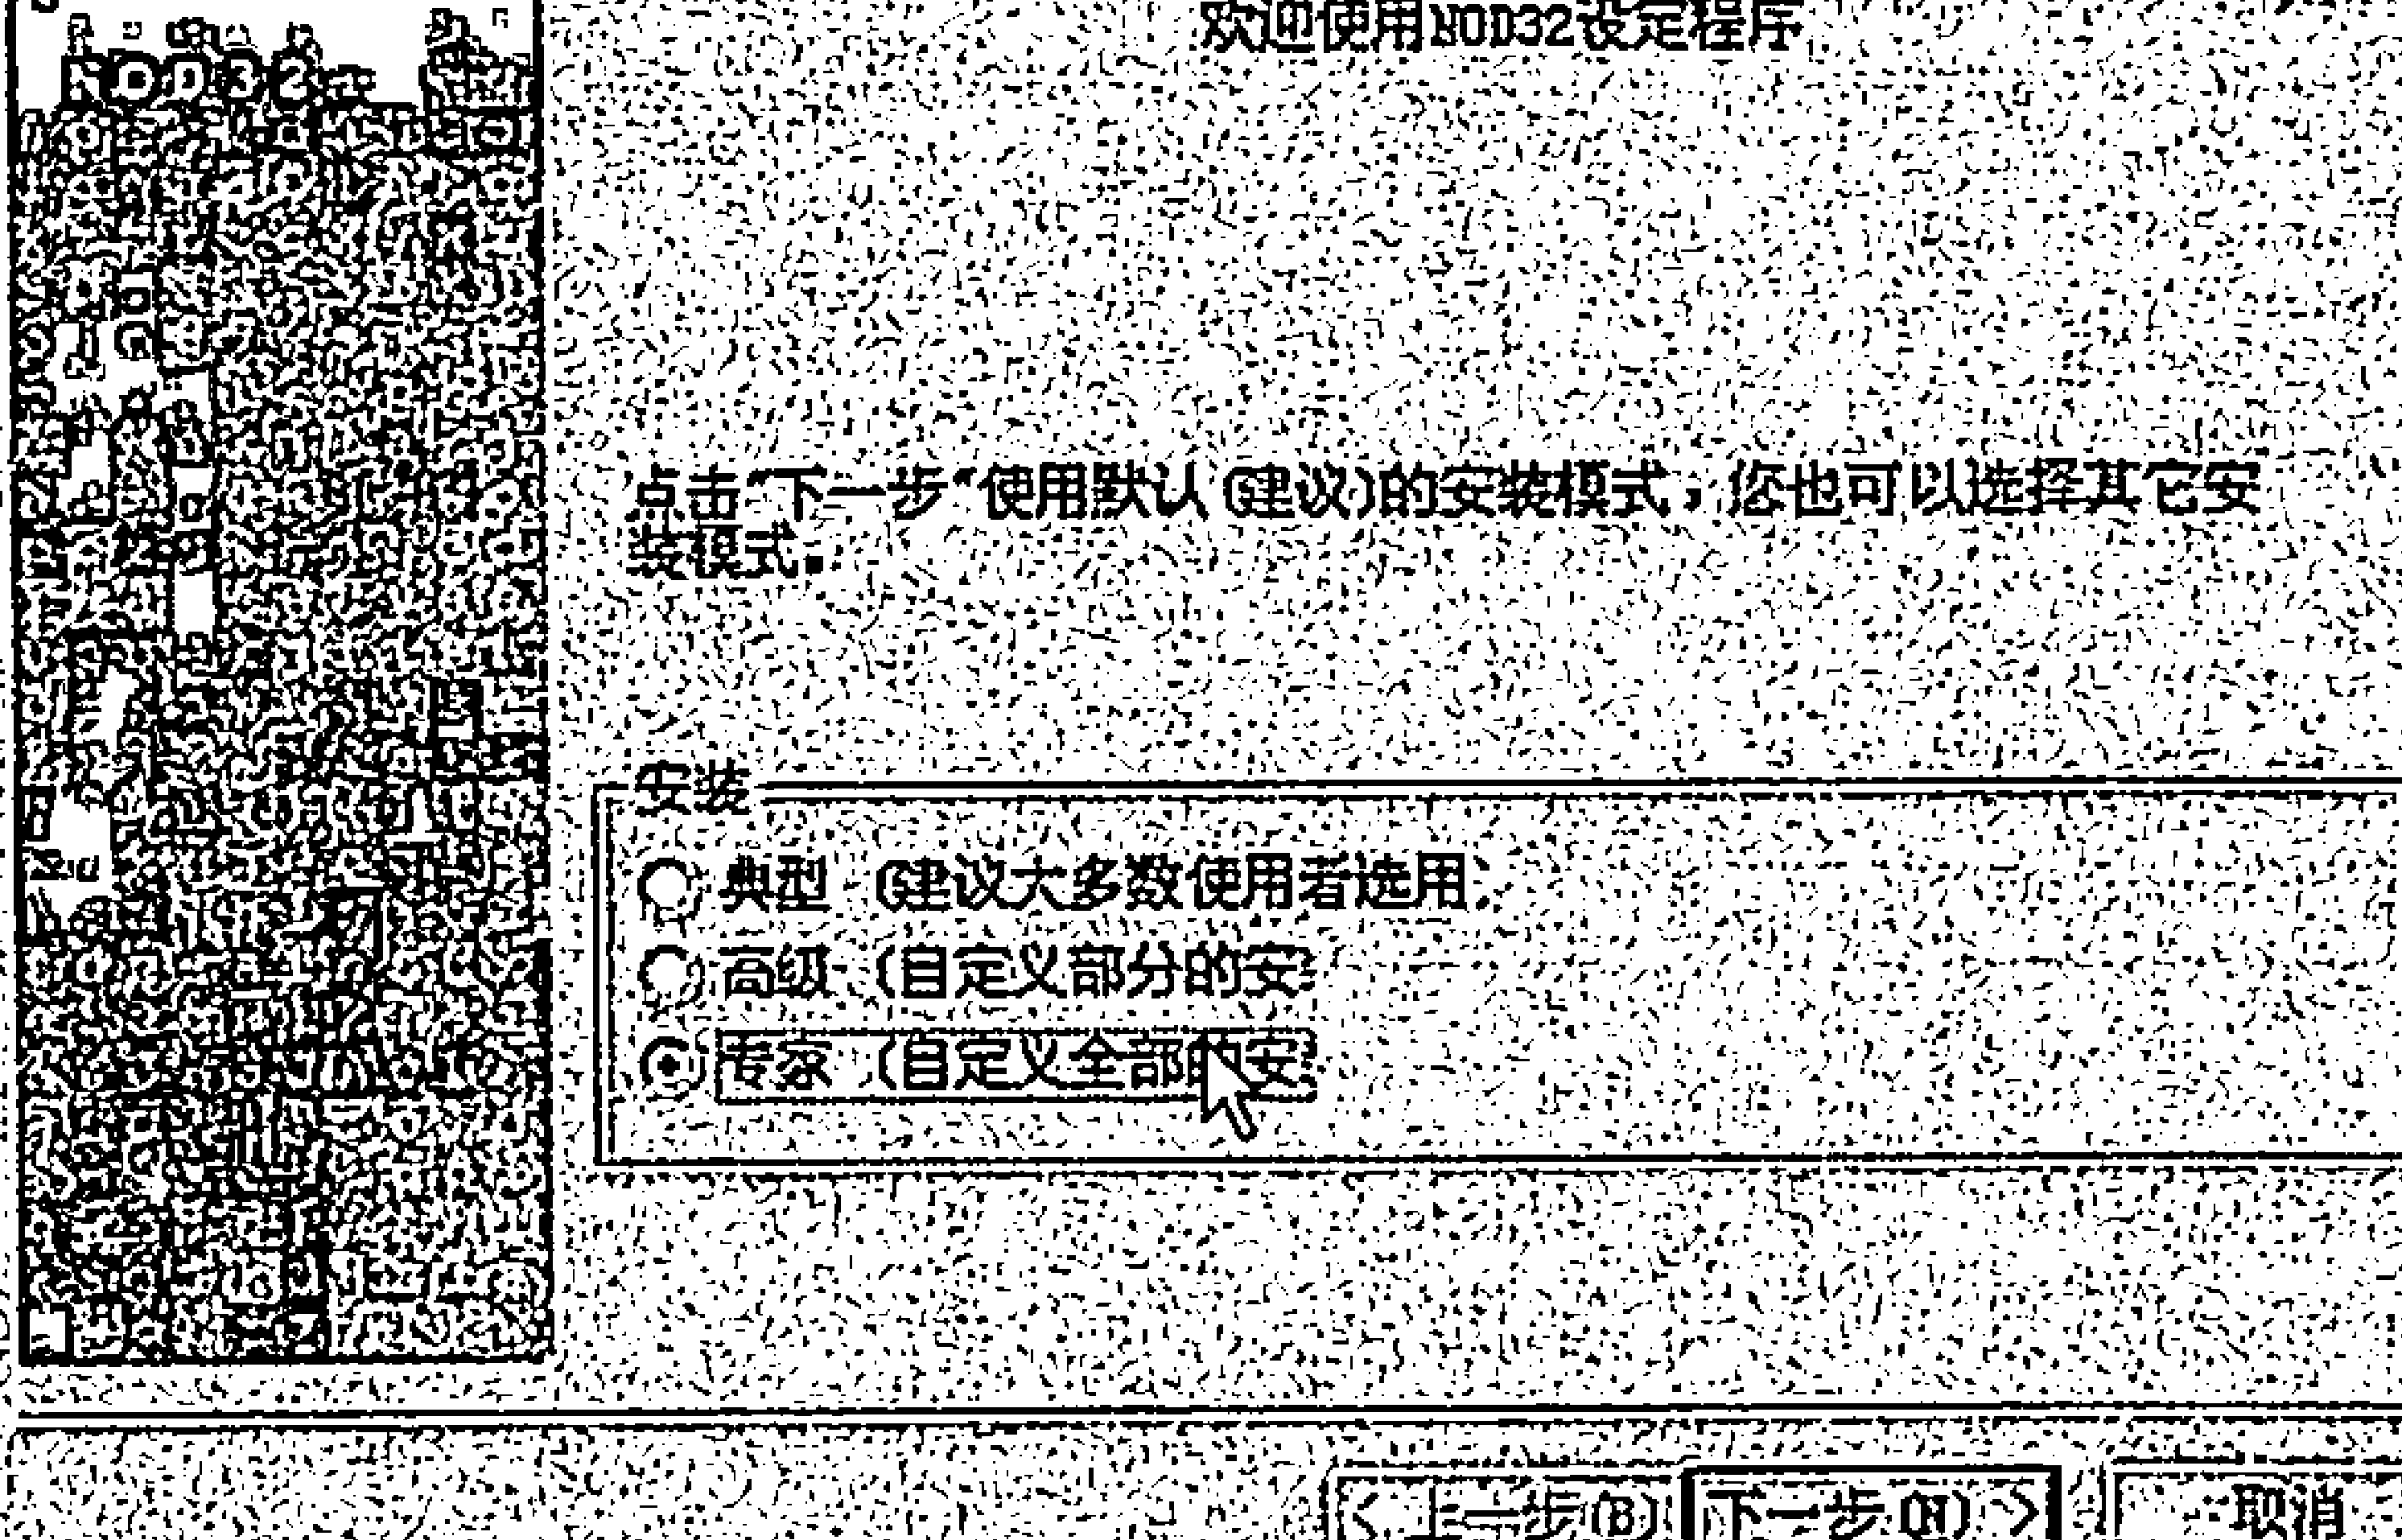 欢迎使用NOD32设定程序
NOD32
点击"下一步"使用默认(建议)的安装模式，您也可以选择其它安
装模式。
安装
典型 (建议大多数使用者选用)
高级 (自定义部分的安
专家 (自定义全部的安
< 上一步(B)
下一步(N) >
取消